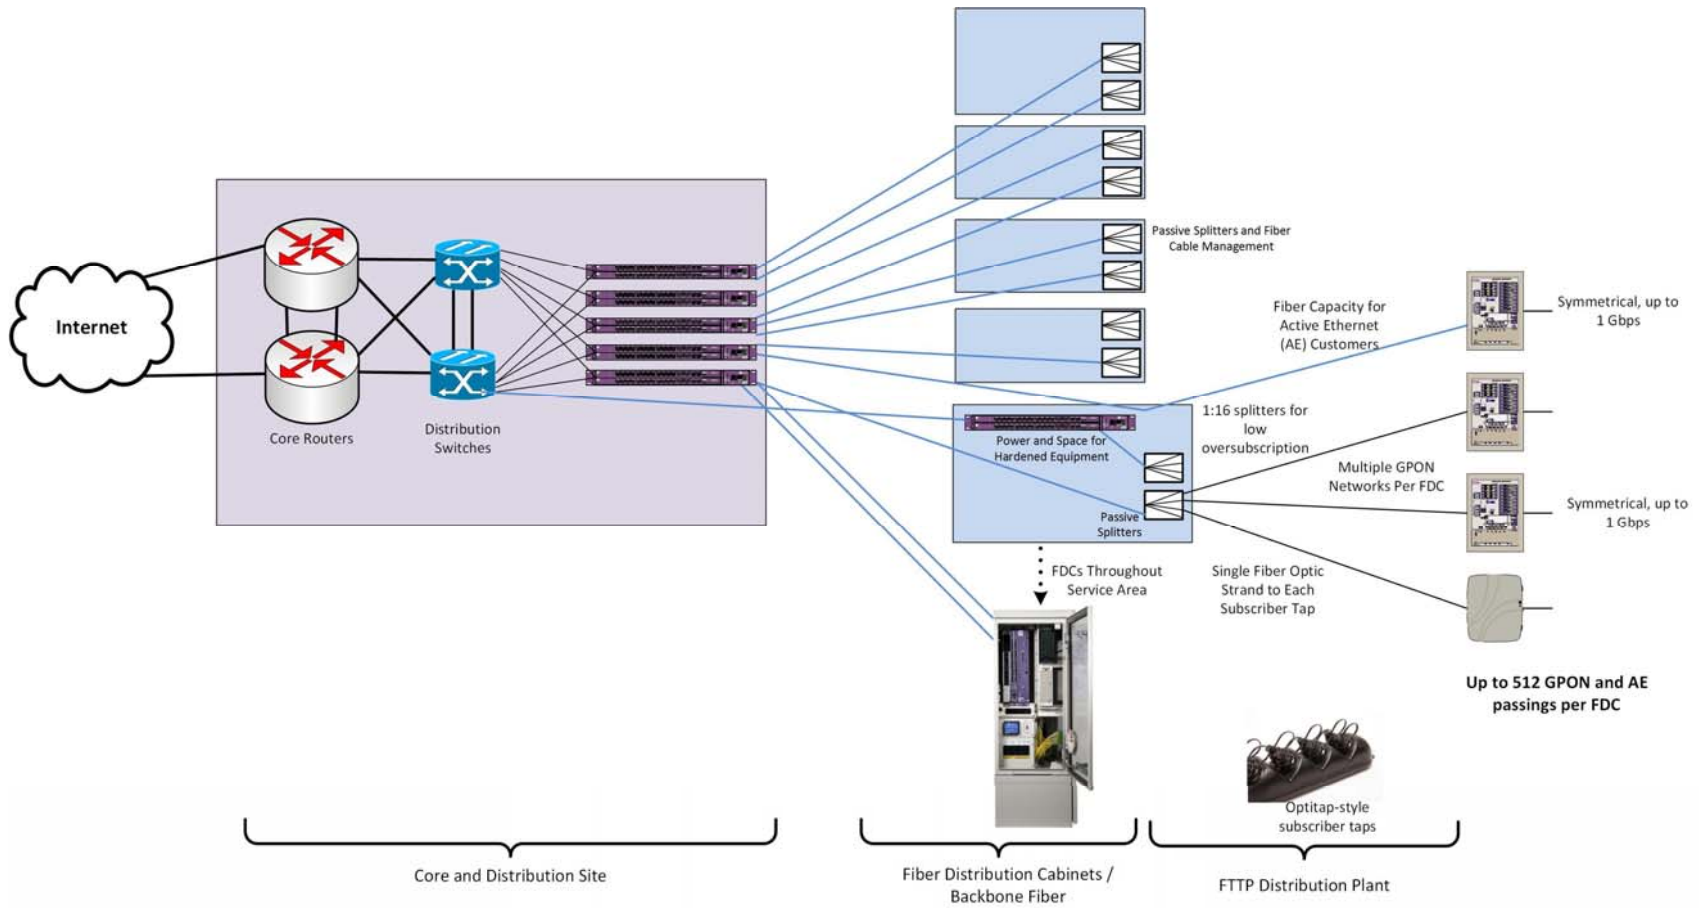 Internet
Core Routers
Distribution
Switches
Passive Splitters and Fiber
Cable Management
Fiber Capacity for
Active Ethernet
(AE) Customers
Symmetrical, up to
1 Gbps
1:16 splitters for
low
oversubscription
Power and Space for
Hardened Equipment
Multiple GPON
Networks Per FDC
Passive
Splitters
Symmetrical, up to
1 Gbps
FDCs Throughout
Service Area
Single Fiber Optic
Strand to Each
Subscriber Tap
Up to 512 GPON and AE
passings per FDC
Optitap-style
subscriber taps
Core and Distribution Site
Fiber Distribution Cabinets /
Backbone Fiber
FTTP Distribution Plant